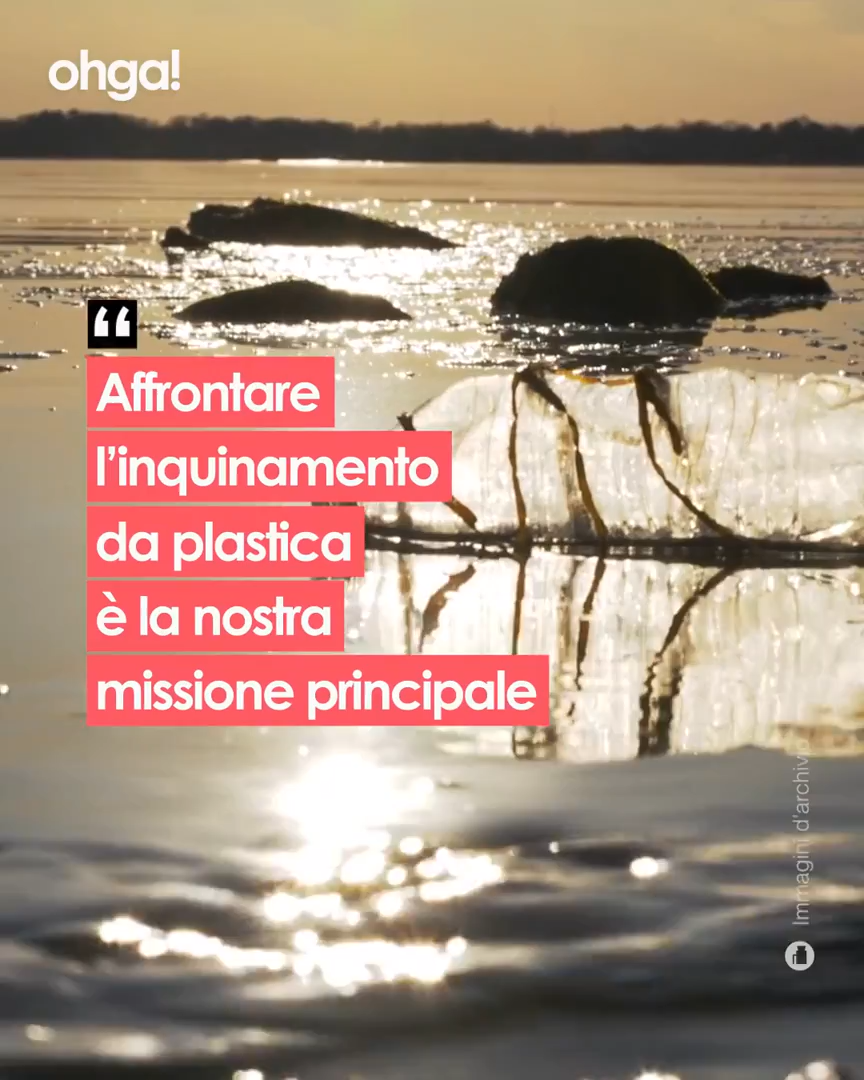 ohga!
“
Affrontare
l’inquinamento
da plastica
è la nostra
missione principale
Immagini d’archivio